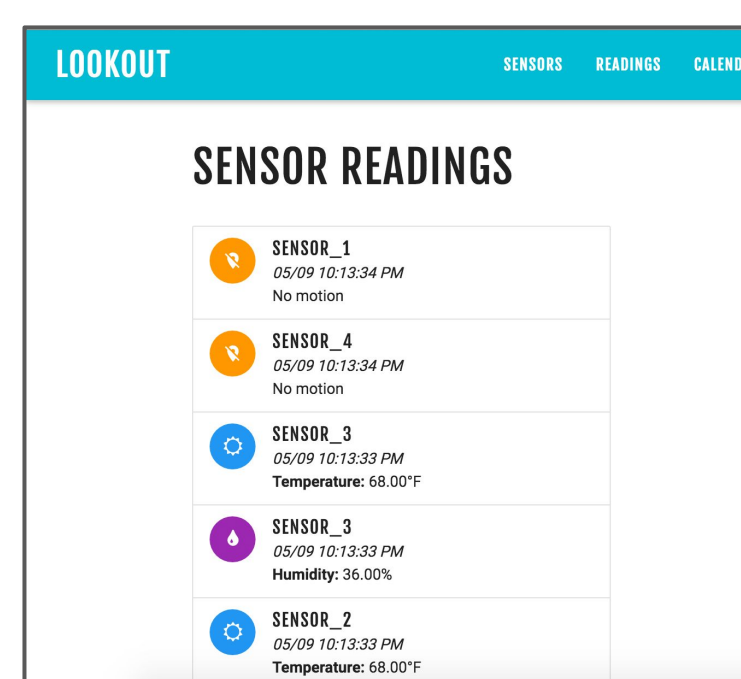 LOOKOUT
SENSORS READINGS
SENSOR READINGS
SENSOR_1
05/09 10:13:34 PM
No motion
SENSOR_4
05/09 10:13:34 PM
No motion
SENSOR_3
05/09 10:13:33 PM
Temperature: 68.00°F
SENSOR_3
05/09 10:13:33 PM
Humidity: 36.00%
SENSOR_2
05/09 10:13:33 PM
Temperature: 68.00°F